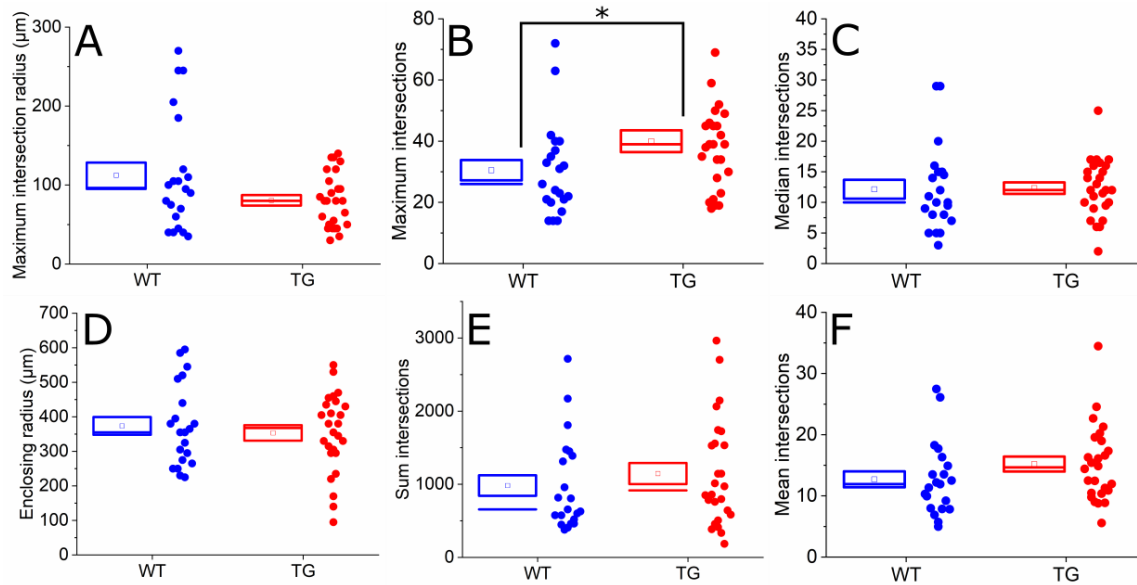 A
Maximum intersection radius (μm)
300
200
100
0
WT
TG
B
*
Maximum intersections
80
60
40
20
0
WT
TG
C
Median intersections
40
35
30
25
20
15
10
5
0
WT
TG
D
Enclosing radius (μm)
700
600
500
400
300
200
100
0
WT
TG
E
Sum intersections
3000
2000
1000
0
WT
TG
F
Mean intersections
40
30
20
10
0
WT
TG